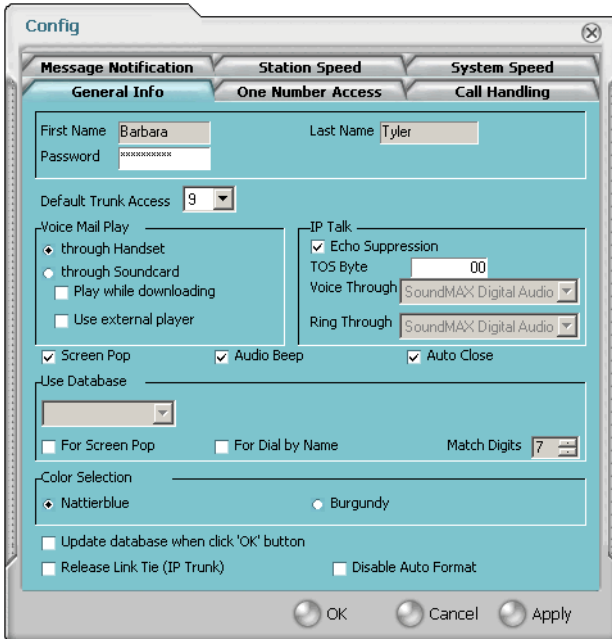 Config
Message Notification Station Speed System Speed
General Info One Number Access Call Handling
First Name Barbara Last Name Tyler
Password **********
Default Trunk Access 9
Voice Mail Play IP Talk
through Handset Echo Suppression
through Soundcard TOS Byte 00
Play while downloading Voice Through SoundMAX Digital Audio
Use external player Ring Through SoundMAX Digital Audio
Screen Pop Audio Beep Auto Close
Use Database
For Screen Pop For Dial by Name Match Digits 7
Color Selection
Nattierblue Burgundy
Update database when click 'OK' button
Release Link Tie (IP Trunk) Disable Auto Format
OK Cancel Apply